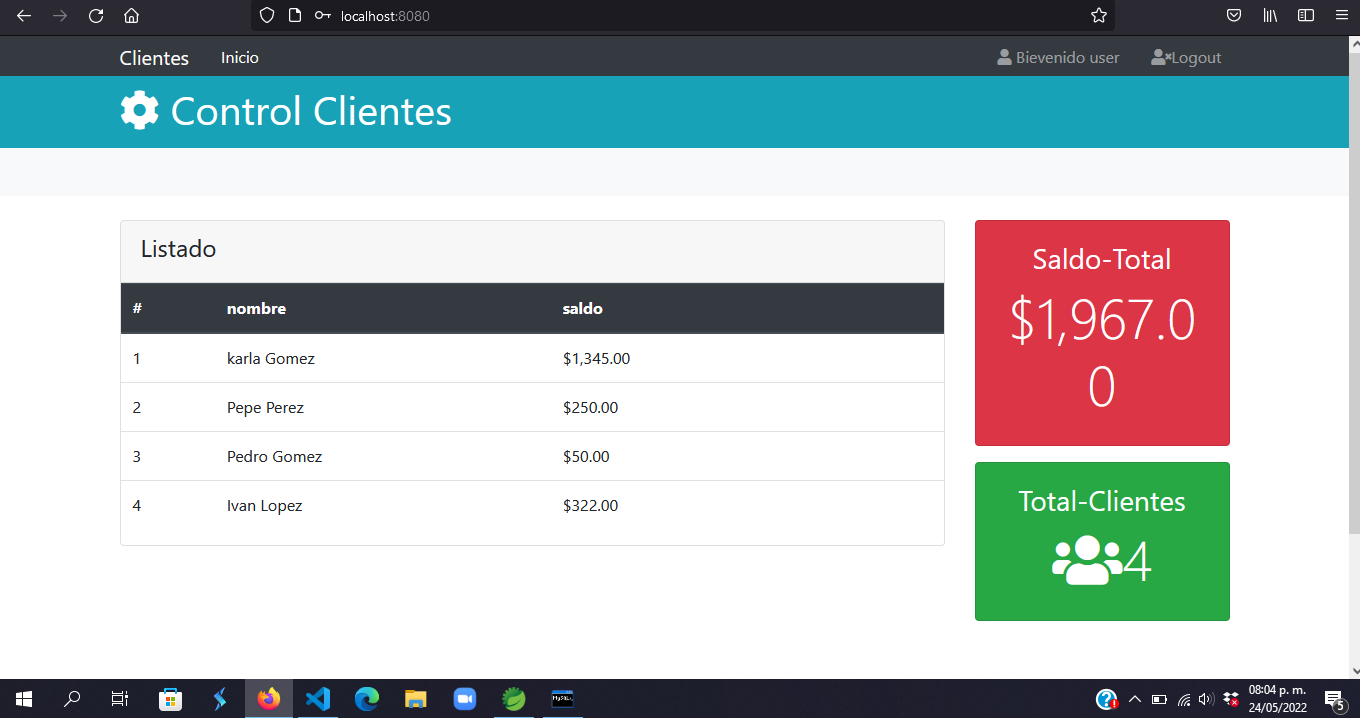 localhost:8080
Clientes Inicio Bievenido user Logout
Control Clientes
Listado
# nombre saldo
1 karla Gomez $1,345.00
2 Pepe Perez $250.00
3 Pedro Gomez $50.00
4 Ivan Lopez $322.00
Saldo-Total
$1,967.0
0
Total-Clientes
4
08:04 p. m.
24/05/2022
5